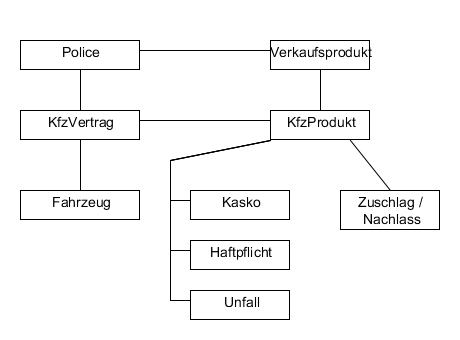 Police
Verkaufsprodukt
KfzVertrag
KfzProdukt
Fahrzeug
Kasko
Zuschlag /
Nachlass
Haftpflicht
Unfall